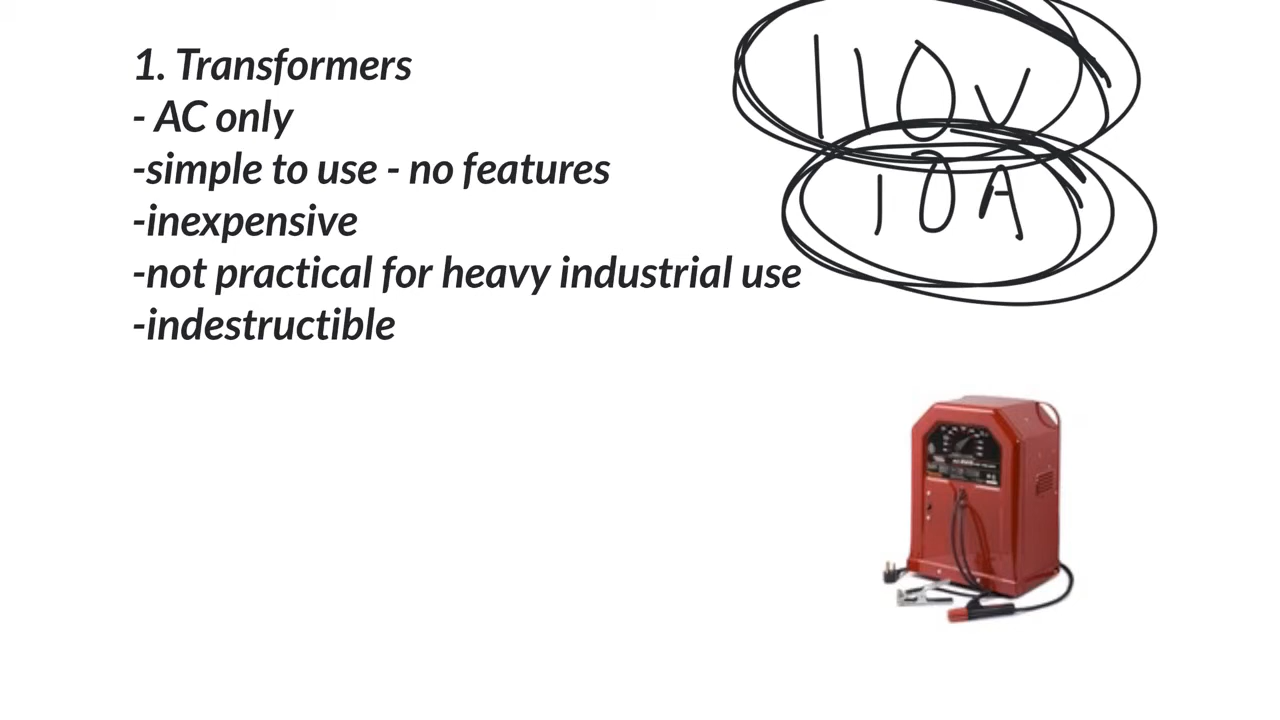 1. Transformers
- AC only
-simple to use - no features
-inexpensive
-not practical for heavy industrial use
-indestructible
110V
10A